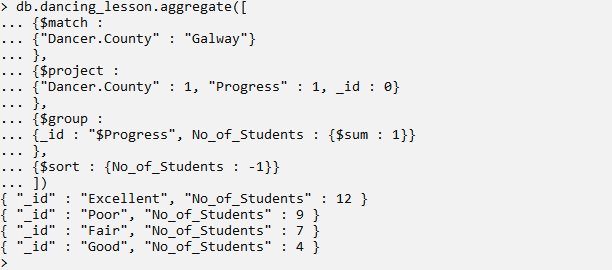 > db.dancing_lesson.aggregate([
... {$match :
... {"Dancer.County" : "Galway"}
... },
... {$project :
... {"Dancer.County" : 1, "Progress" : 1, _id : 0}
... },
... {$group :
... {_id : "$Progress", No_of_Students : {$sum : 1}}
... },
... {$sort : {No_of_Students : -1}}
... ])
{ "_id" : "Excellent", "No_of_Students" : 12 }
{ "_id" : "Poor", "No_of_Students" : 9 }
{ "_id" : "Fair", "No_of_Students" : 7 }
{ "_id" : "Good", "No_of_Students" : 4 }
>